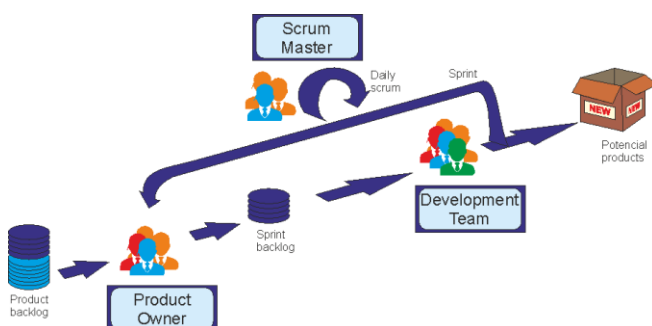 Scrum
Master
Daily
scrum
Sprint
NEW
NEW
Potencial
products
Development
Team
Sprint
backlog
Product
backlog
Product
Owner